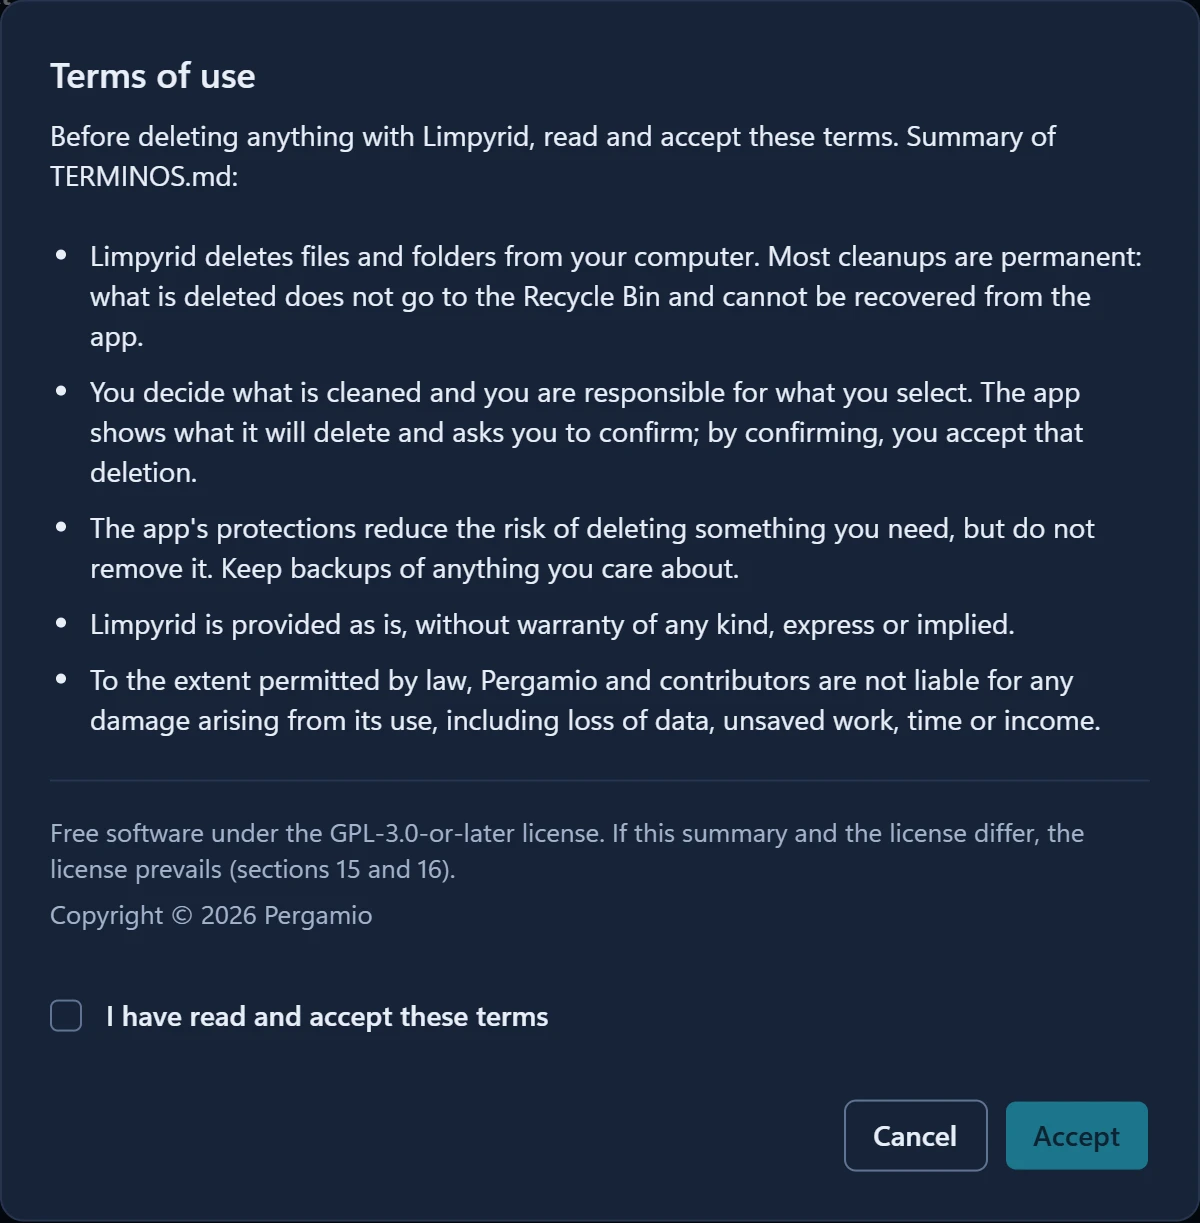 Terms of use
Before deleting anything with Limpyrid, read and accept these terms. Summary of
TERMINOS.md:
• Limpyrid deletes files and folders from your computer. Most cleanups are permanent:
what is deleted does not go to the Recycle Bin and cannot be recovered from the
app.
• You decide what is cleaned and you are responsible for what you select. The app
shows what it will delete and asks you to confirm; by confirming, you accept that
deletion.
• The app's protections reduce the risk of deleting something you need, but do not
remove it. Keep backups of anything you care about.
• Limpyrid is provided as is, without warranty of any kind, express or implied.
• To the extent permitted by law, Pergamio and contributors are not liable for any
damage arising from its use, including loss of data, unsaved work, time or income.
Free software under the GPL-3.0-or-later license. If this summary and the license differ, the
license prevails (sections 15 and 16).
Copyright © 2026 Pergamio
I have read and accept these terms
Cancel
Accept